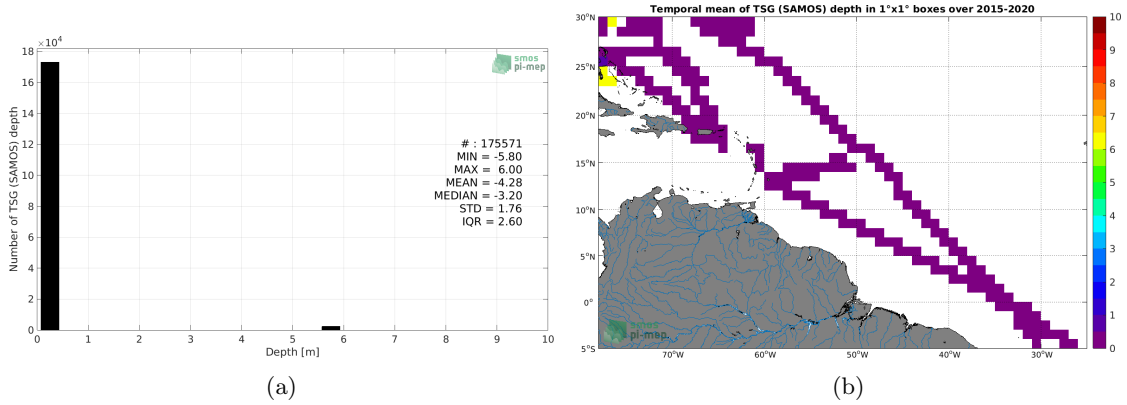 ×10⁴
18
16
14
12
10
8
6
4
2
0
Number of TSG (SAMOS) depth
0 1 2 3 4 5 6 7 8 9 10
Depth [m]
smos
pi-mep
# : 175571
MIN = -5.80
MAX = 6.00
MEAN = -4.28
MEDIAN = -3.20
STD = 1.76
IQR = 2.60
(a)
Temporal mean of TSG (SAMOS) depth in 1°x1° boxes over 2015-2020
30°N
25°N
20°N
15°N
10°N
5°N
0°
5°S
70°W 60°W 50°W 40°W 30°W
smos
pi-mep
10
9
8
7
6
5
4
3
2
1
0
(b)